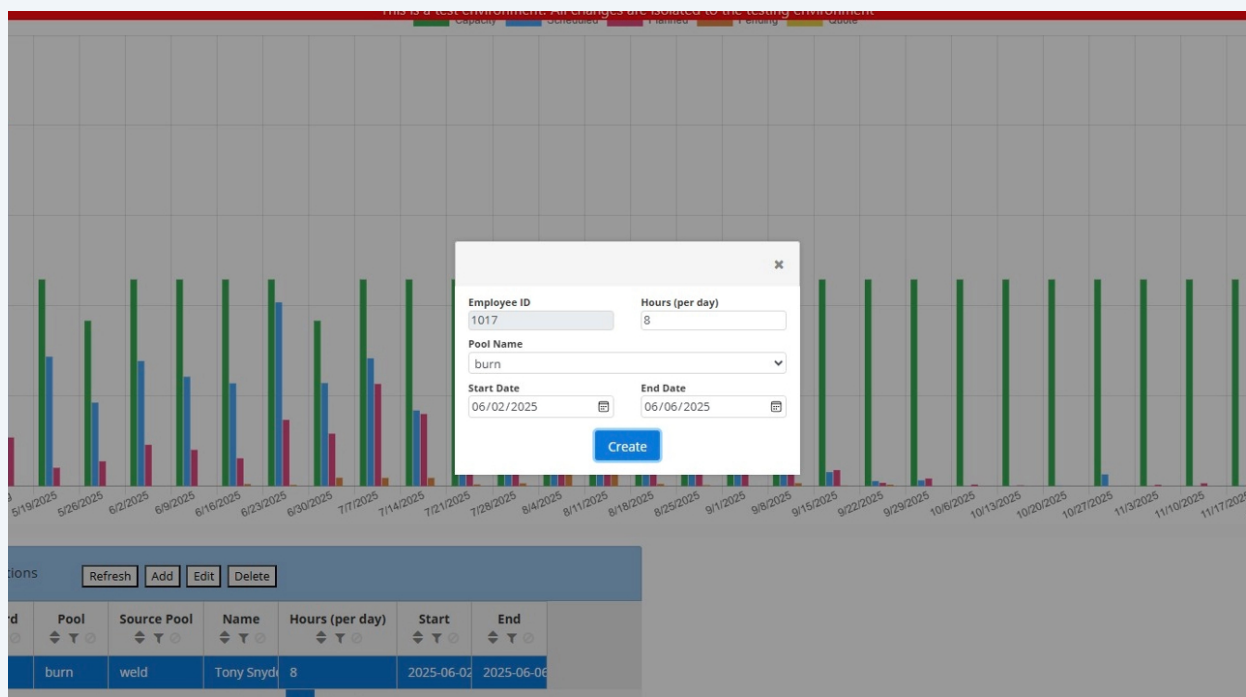 This is a test environment. All changes are isolated to the testing environment
Capacity Scheduled Planned Pending Quote
Employee ID Hours (per day)
1017 8
Pool Name
burn
Start Date End Date
06/02/2025 06/06/2025
Create
5/19/2025 5/26/2025 6/2/2025 6/9/2025 6/16/2025 6/23/2025 6/30/2025 7/7/2025 7/14/2025 7/21/2025 7/28/2025 8/4/2025 8/11/2025 8/18/2025 8/25/2025 9/1/2025 9/8/2025 9/15/2025 9/22/2025 9/29/2025 10/6/2025 10/13/2025 10/20/2025 10/27/2025 11/3/2025 11/10/2025 11/17/2025
tions Refresh Add Edit Delete
rd Pool Source Pool Name Hours (per day) Start End
burn weld Tony Snyde 8 2025-06-02 2025-06-06